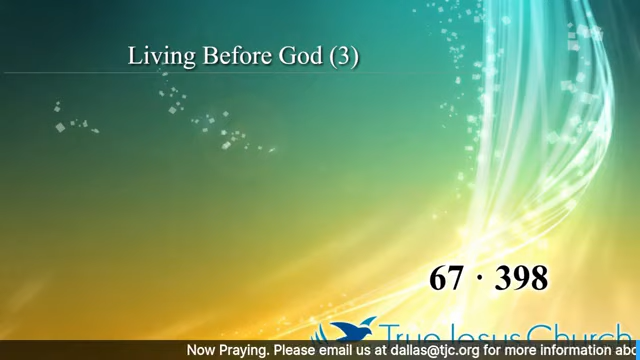 Living Before God (3)
67 · 398
True Jesus Church
Now Praying. Please email us at dallas@tjc.org for more information abo